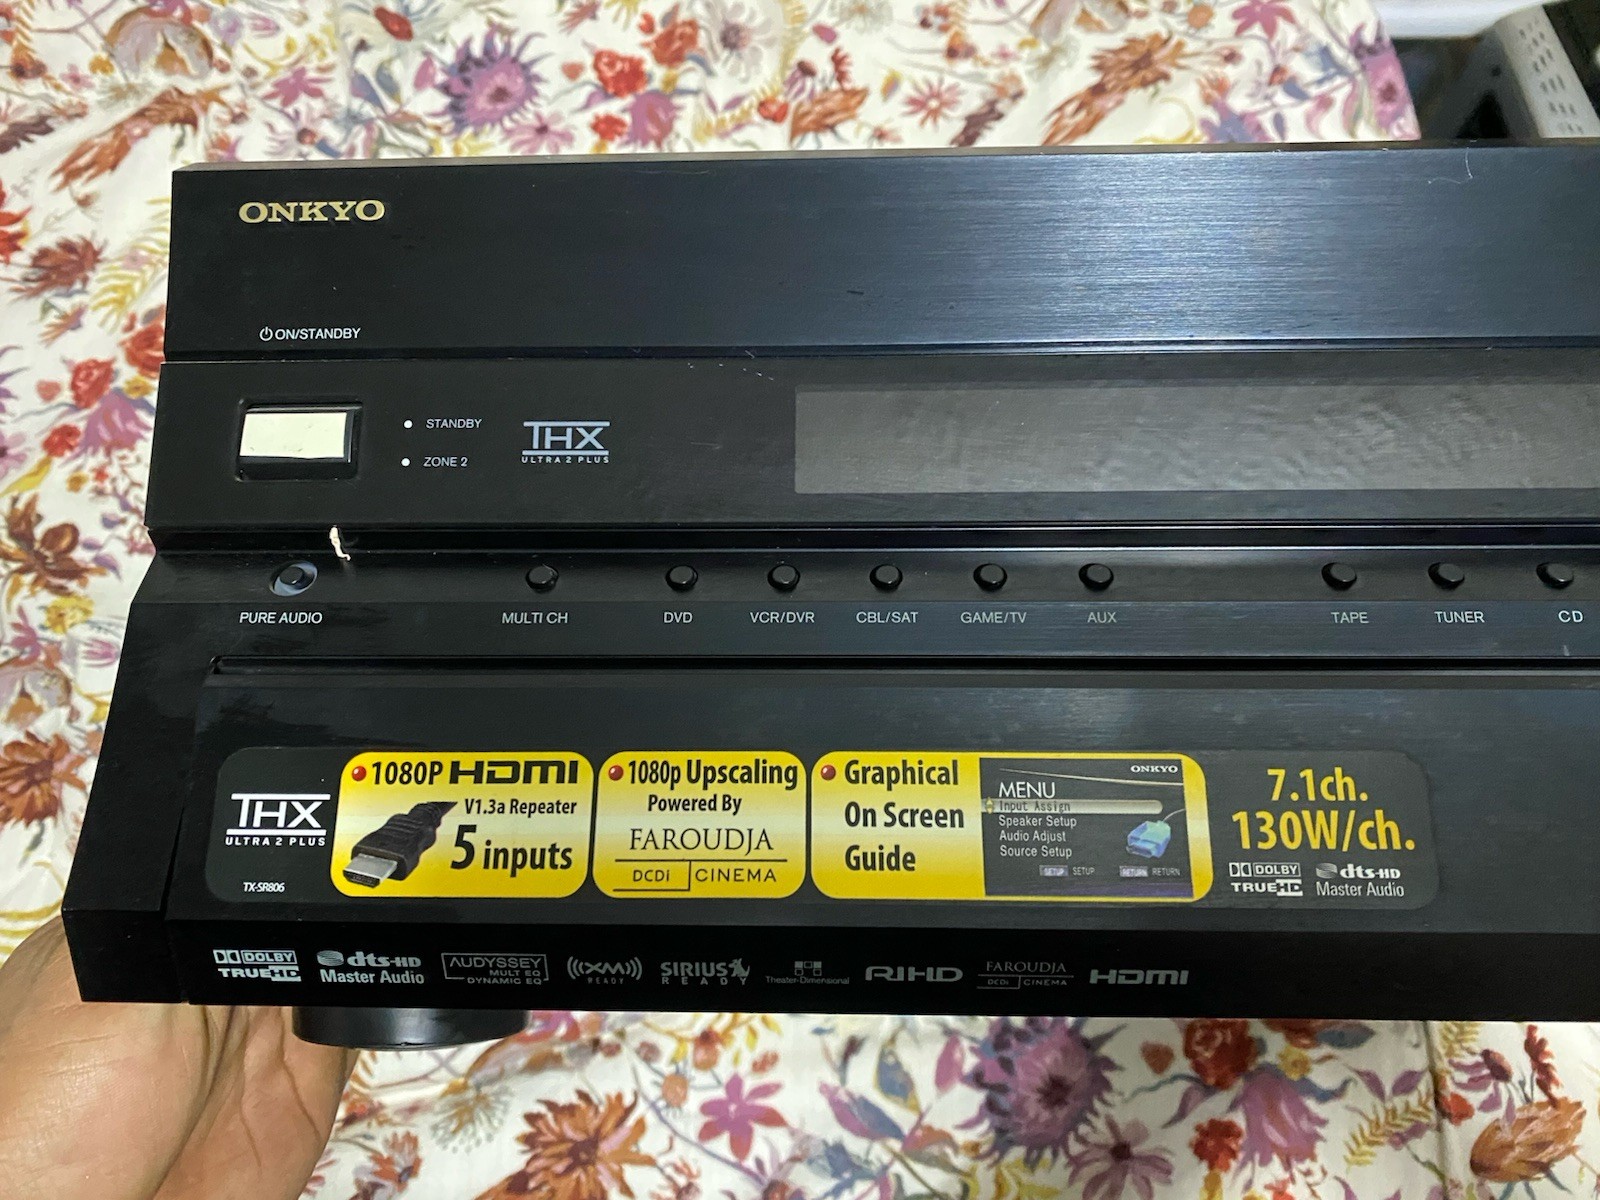 ONKYO
ON/STANDBY
STANDBY
ZONE 2
THX
ULTRA 2 PLUS
PURE AUDIO
MULTI CH
DVD
VCR/DVR
CBL/SAT
GAME/TV
AUX
TAPE
TUNER
CD
THX
ULTRA 2 PLUS
TX-SR806
1080P HDMI
V1.3a Repeater
5 inputs
1080p Upscaling
Powered By
FAROUDJA
DCDi CINEMA
Graphical
On Screen
Guide
ONKYO
MENU
Input Assign
Speaker Setup
Audio Adjust
Source Setup
SETUP SETUP RETURN RETURN
7.1ch.
130W/ch.
DOLBY
TRUEHD
dts-HD
Master Audio
DOLBY
TRUEHD
dts-HD
Master Audio
AUDYSSEY
MULT EQ
DYNAMIC EQ
XM
READY
SIRIUS
READY
Theater-Dimensional
RIHD
FAROUDJA
DCDi CINEMA
HDMI